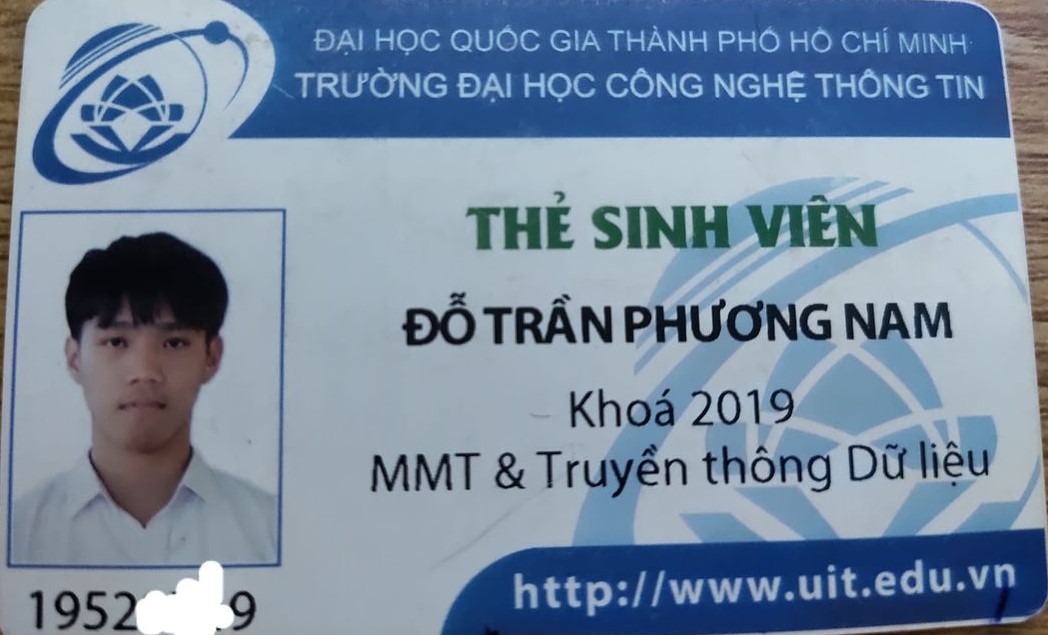 ĐẠI HỌC QUỐC GIA THÀNH PHỐ HỒ CHÍ MINH
TRƯỜNG ĐẠI HỌC CÔNG NGHỆ THÔNG TIN
THẺ SINH VIÊN
ĐỖ TRẦN PHƯƠNG NAM
Khoá 2019
MMT & Truyền thông Dữ liệu
http://www.uit.edu.vn